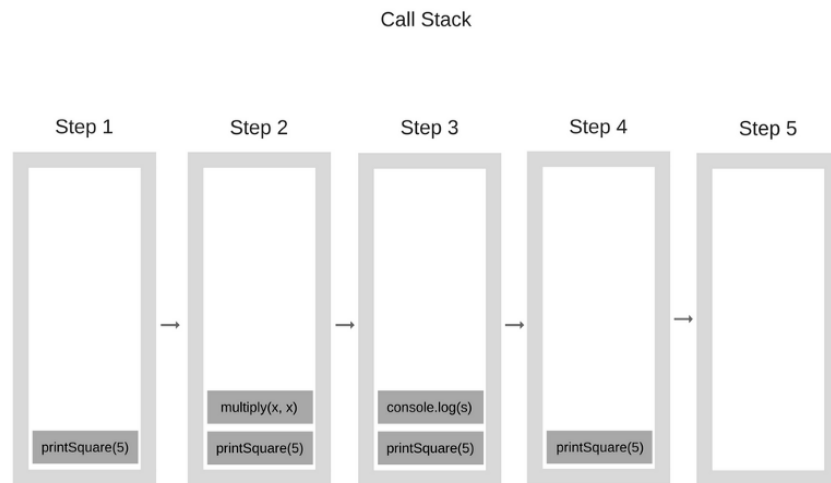 Call Stack
Step 1
Step 2
Step 3
Step 4
Step 5
printSquare(5)
multiply(x, x)
printSquare(5)
console.log(s)
printSquare(5)
printSquare(5)